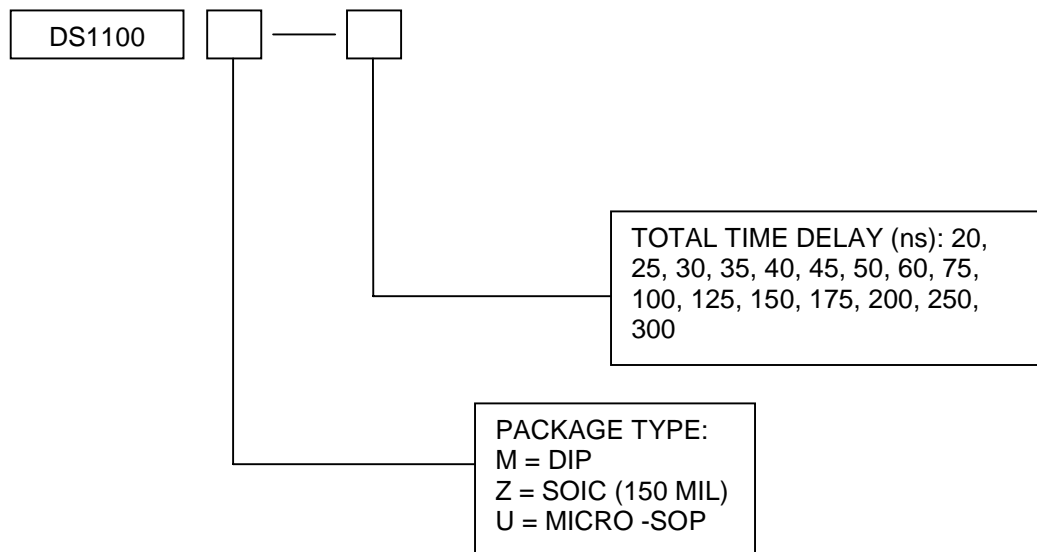 DS1100
TOTAL TIME DELAY (ns): 20,
25, 30, 35, 40, 45, 50, 60, 75,
100, 125, 150, 175, 200, 250,
300
PACKAGE TYPE:
M = DIP
Z = SOIC (150 MIL)
U = MICRO -SOP